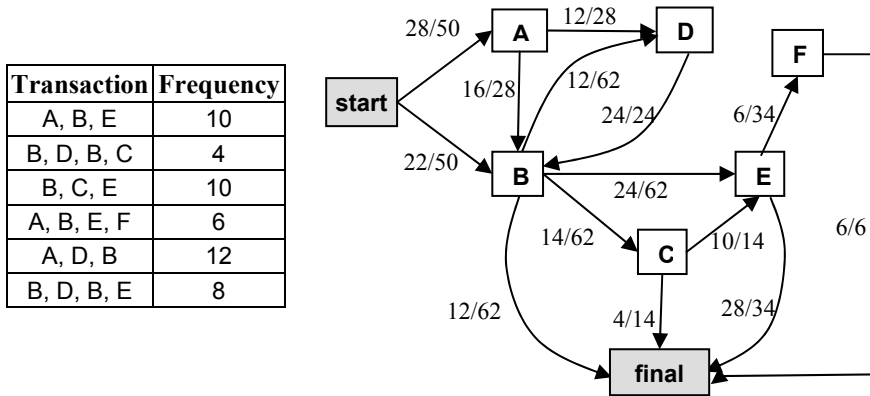 Transaction Frequency
A, B, E 10
B, D, B, C 4
B, C, E 10
A, B, E, F 6
A, D, B 12
B, D, B, E 8
start
28/50
22/50
A
12/28
D
16/28
12/62
24/24
B
24/62
E
F
6/34
6/6
14/62
C
10/14
12/62
4/14
28/34
final